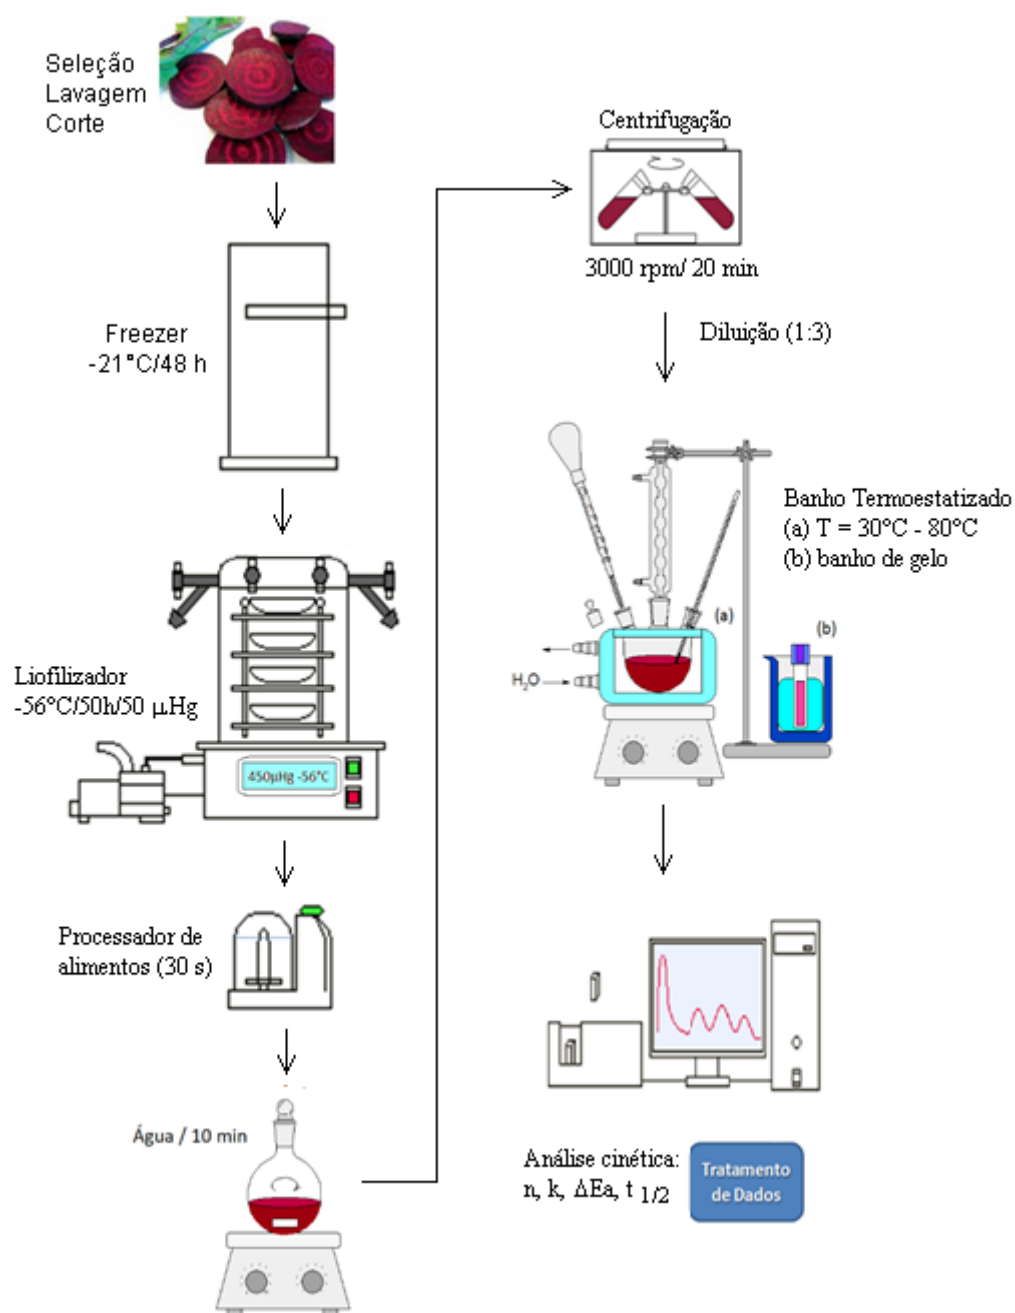 Seleção
Lavagem
Corte
Freezer
-21°C/48 h
Liofilizador
-56°C/50h/50 µHg
450µHg -56°C
Processador de
alimentos (30 s)
Água / 10 min
Centrifugação
3000 rpm/ 20 min
Diluição (1:3)
Banho Termoestatizado
(a) T = 30°C - 80°C
(b) banho de gelo
(a)
(b)
H2O
Análise cinética:
n, k, ΔEa, t 1/2
Tratamento
de Dados